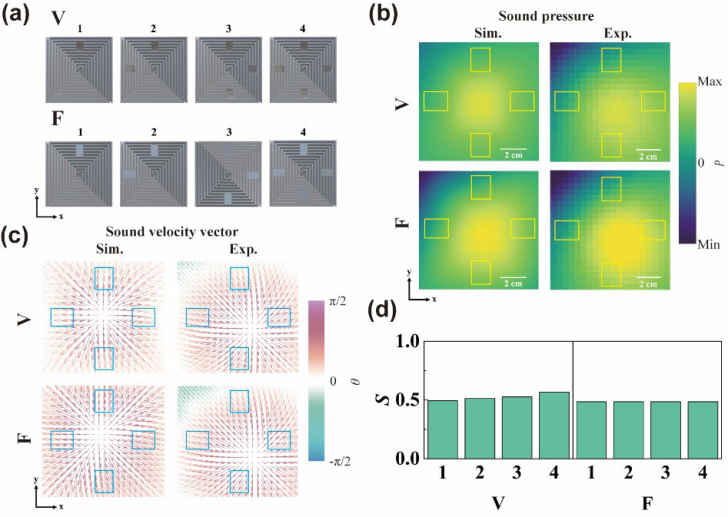 (a)
V
1 2 3 4
F
1 2 3 4
y
x
(b)
Sound pressure
Sim. Exp.
V
2 cm 2 cm
F
2 cm 2 cm
y
x
Max
0
p
Min
(c)
Sound velocity vector
Sim. Exp.
V
F
y
x
π/2
0
θ
-π/2
(d)
1.0
0.5
0.0
S
1 2 3 4 1 2 3 4
V F